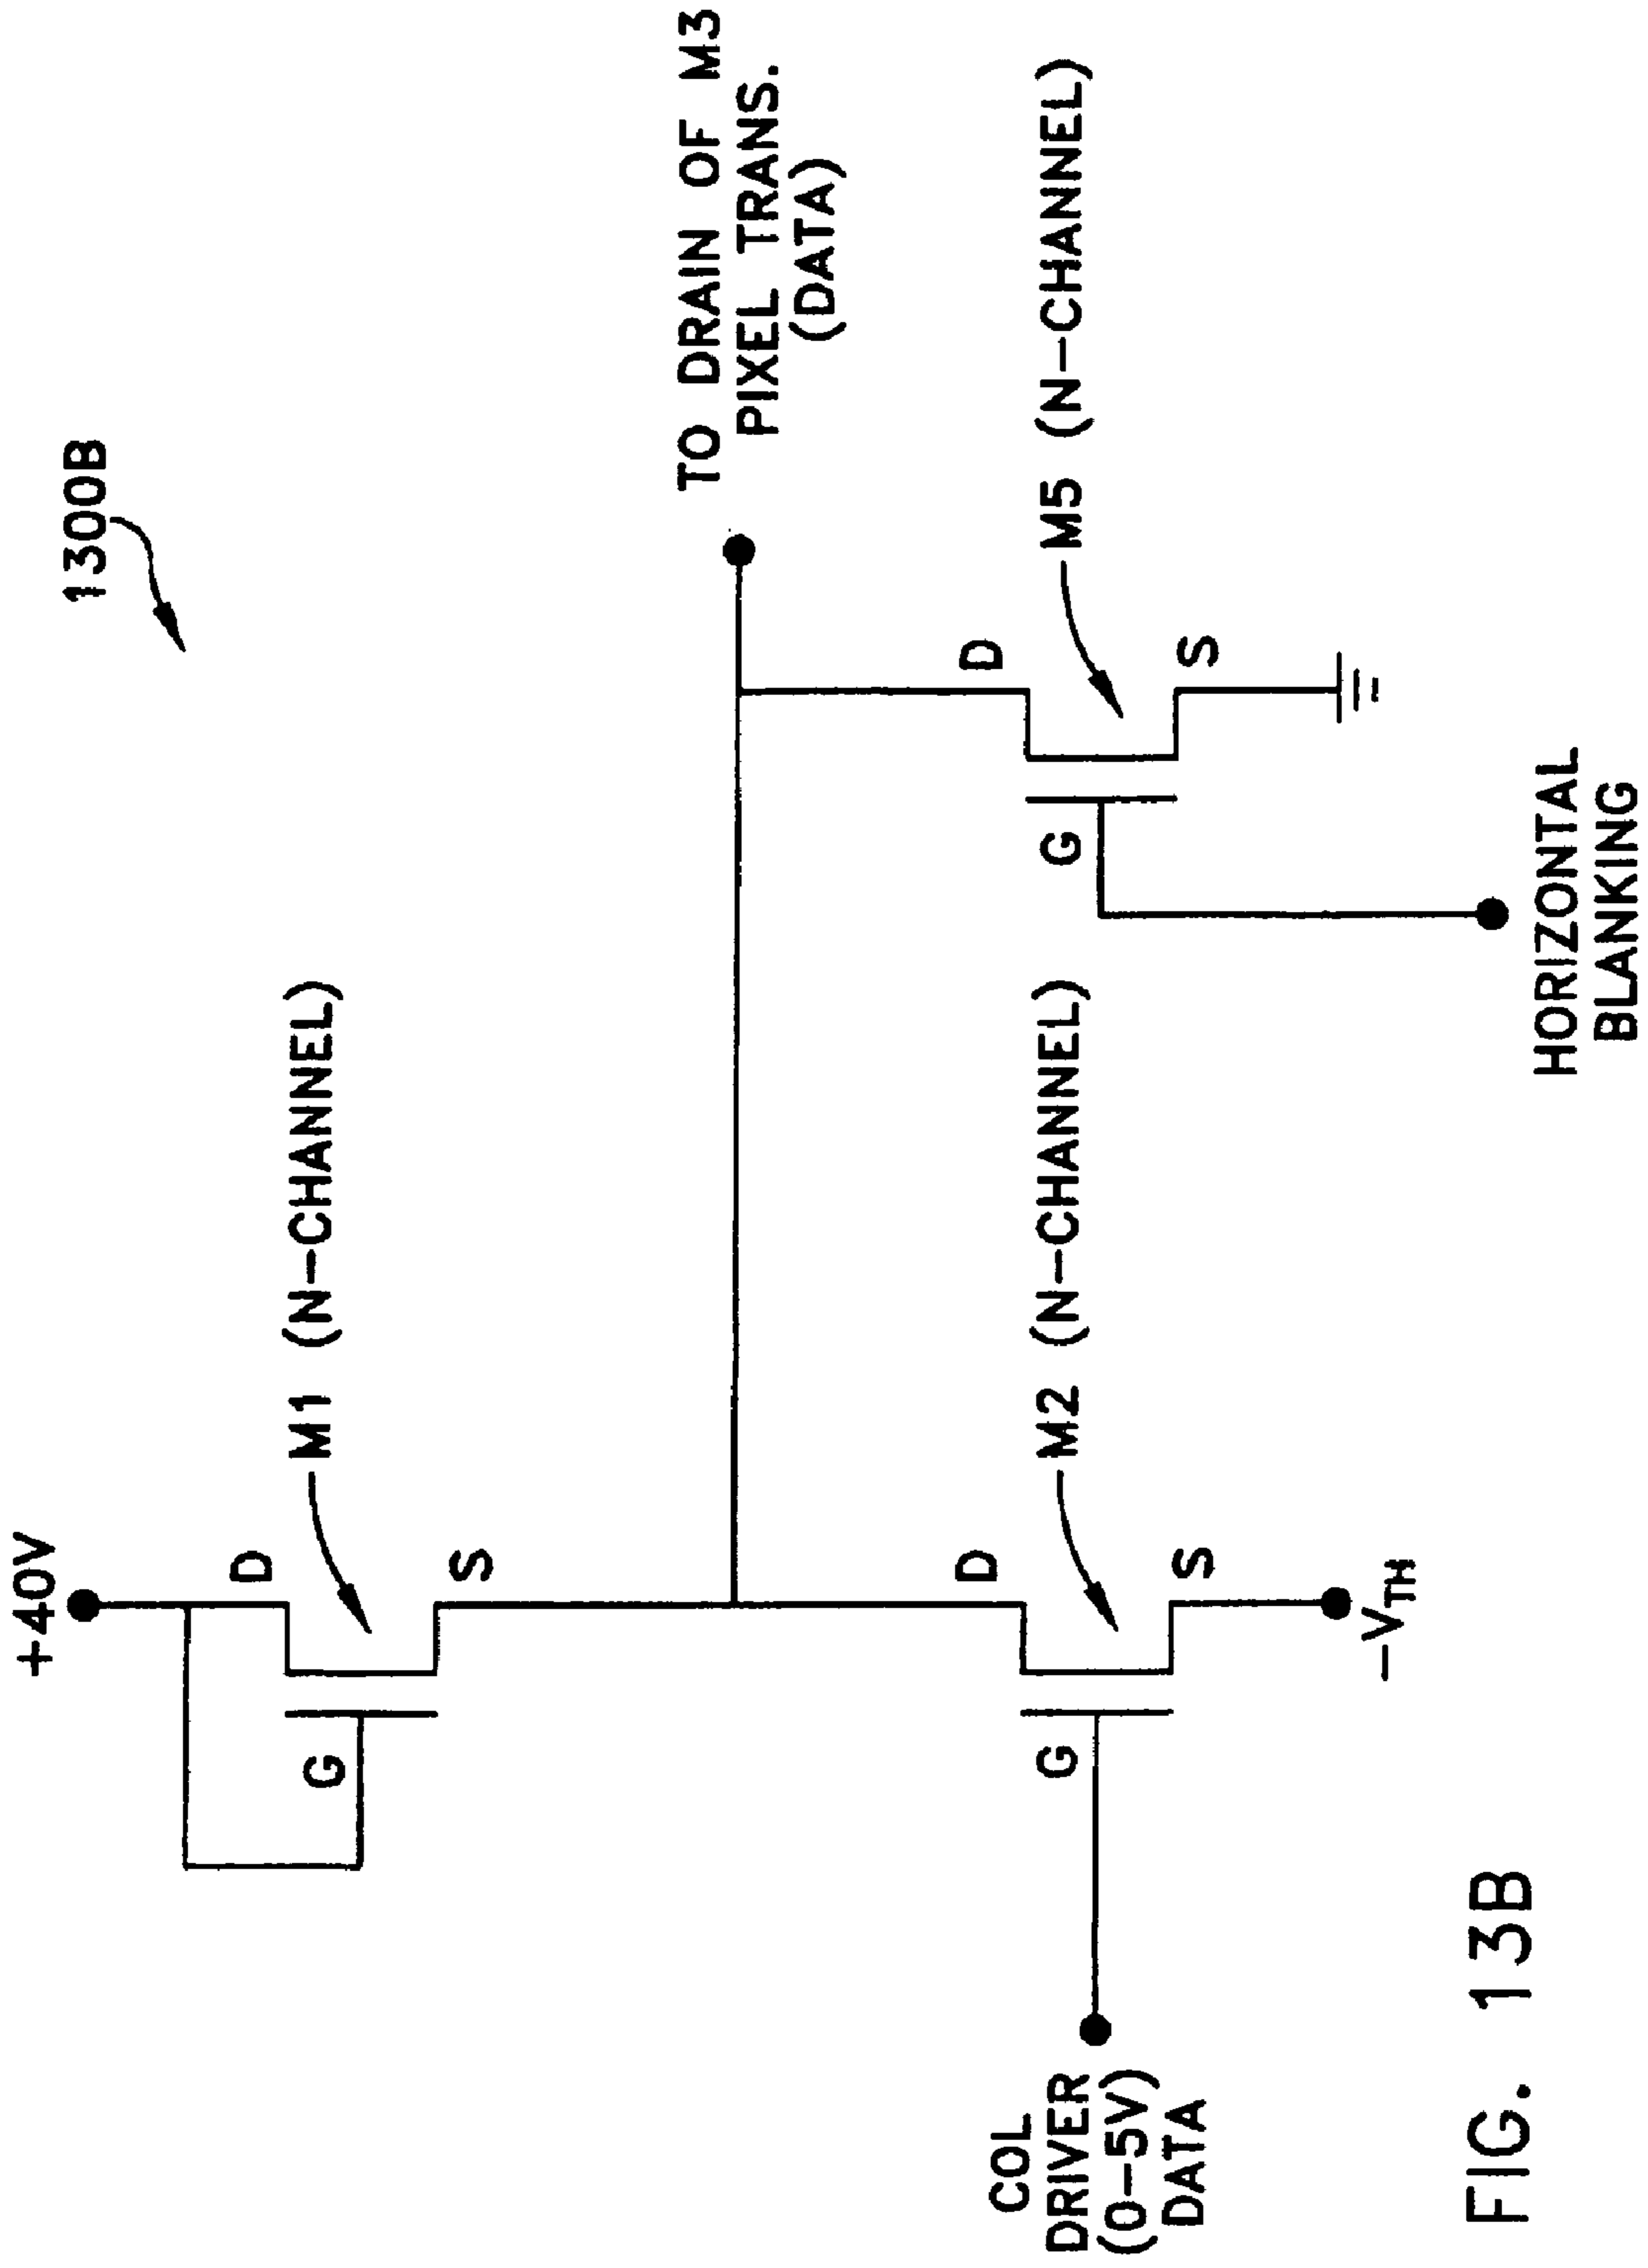 1300B
+40V
D
M1 (N-CHANNEL)
G
S
TO DRAIN OF M3
PIXEL TRANS.
(DATA)
D
M2 (N-CHANNEL)
G
S
-VTH
COL
DRIVER
(0-5V)
DATA
D
M5 (N-CHANNEL)
G
S
HORIZONTAL
BLANKING
FIG. 13B